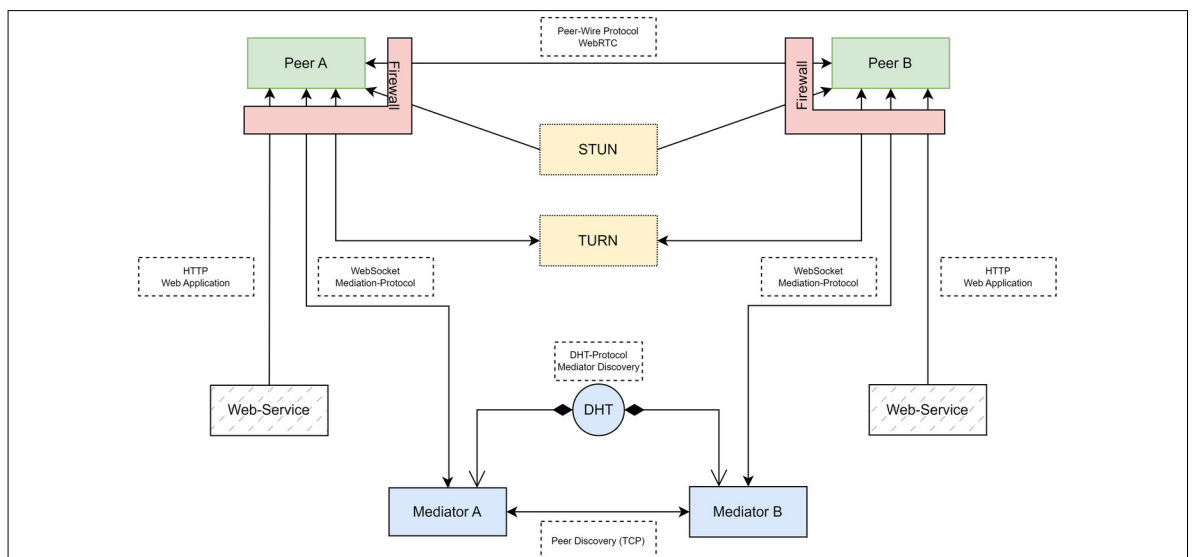 Peer-Wire Protocol
WebRTC
Peer A
Firewall
Firewall
Peer B
STUN
TURN
HTTP
Web Application
WebSocket
Mediation-Protocol
WebSocket
Mediation-Protocol
HTTP
Web Application
DHT-Protocol
Mediator Discovery
Web-Service
DHT
Web-Service
Mediator A
Mediator B
Peer Discovery (TCP)